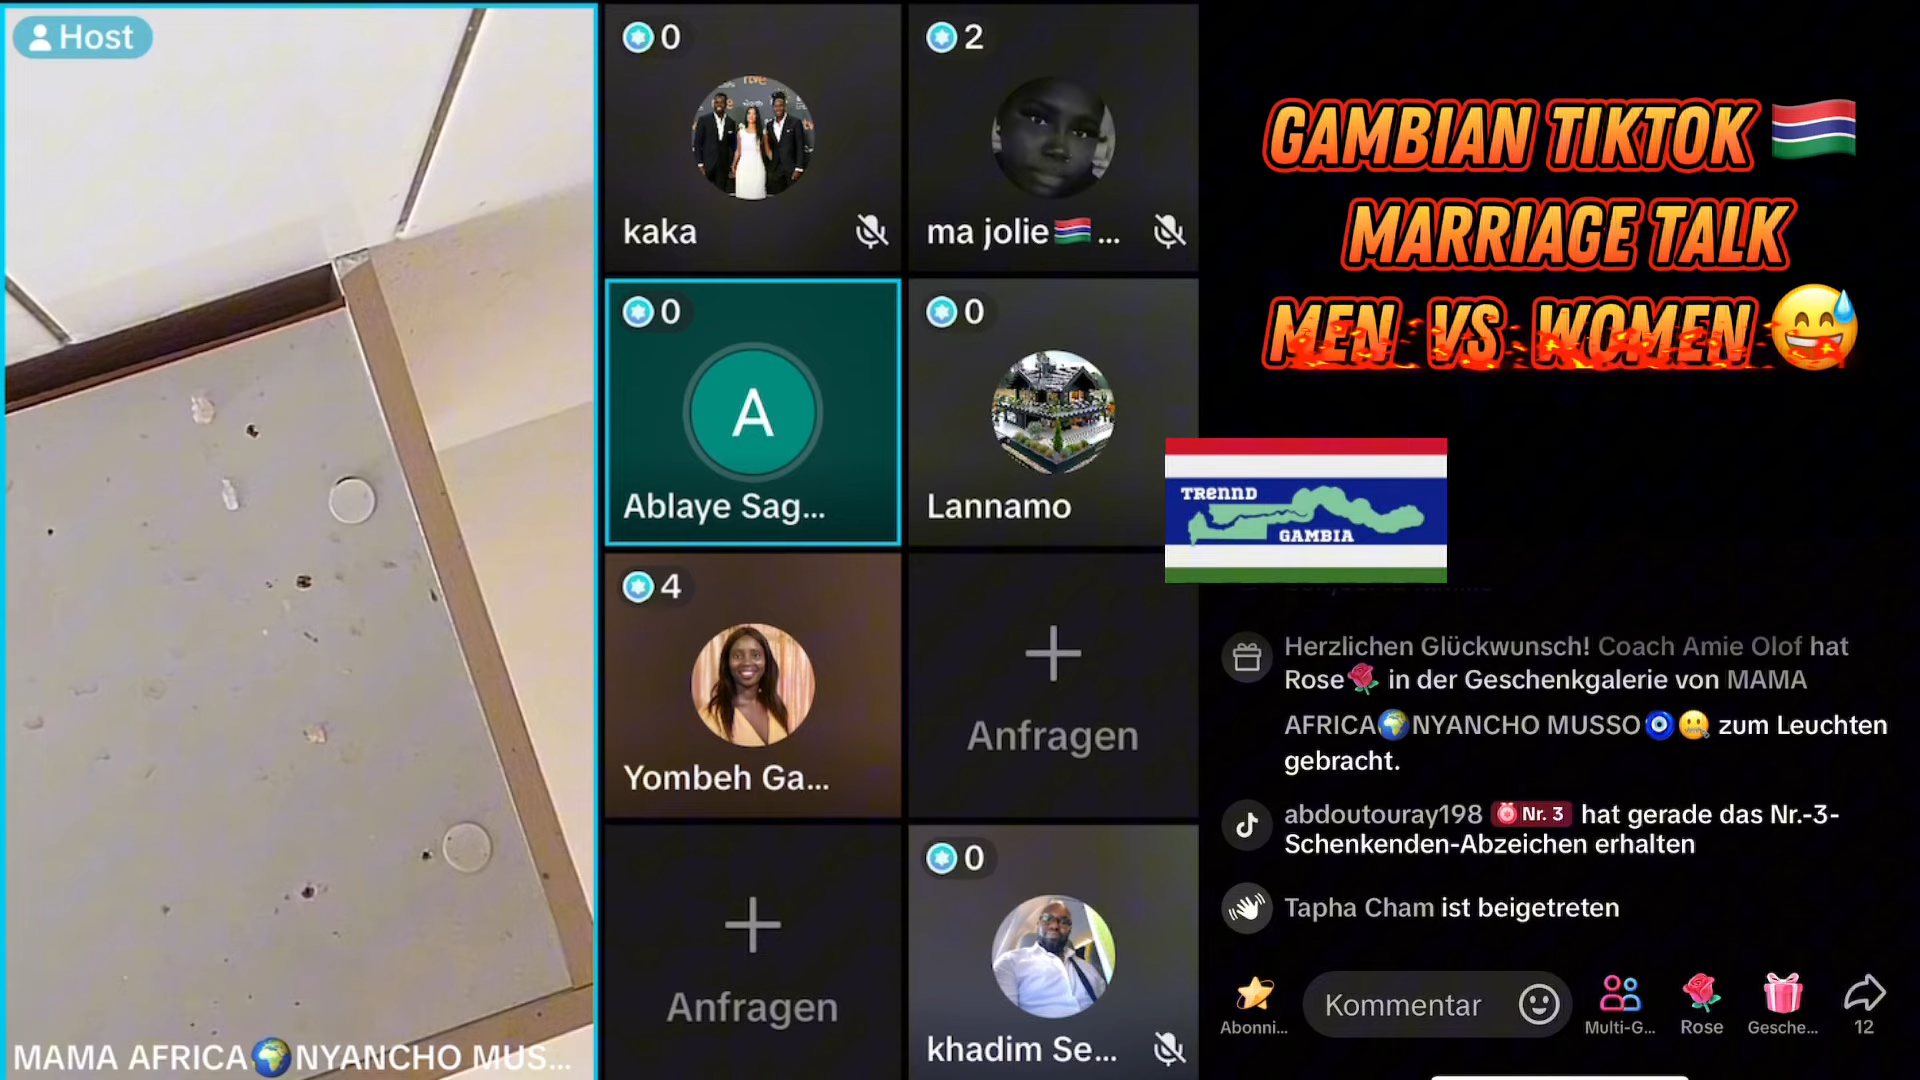 Host
MAMA AFRICA🌍NYANCHO MUS...
0
kaka
2
ma jolie🇬🇲...
0
A
Ablaye Sag...
0
Lannamo
4
Yombeh Ga...
Anfragen
Anfragen
0
khadim Se...
GAMBIAN TIKTOK 🇬🇲
MARRIAGE TALK
MEN VS WOMEN 😅
TRENND
GAMBIA
Herzlichen Glückwunsch! Coach Amie Olof hat
Rose🌹 in der Geschenkgalerie von MAMA
AFRICA🌍NYANCHO MUSSO🧿🤐 zum Leuchten
gebracht.
abdoutouray198 Nr. 3 hat gerade das Nr.-3-
Schenkenden-Abzeichen erhalten
Tapha Cham ist beigetreten
Abonni...
Kommentar
Multi-G...
Rose
Gesche...
12